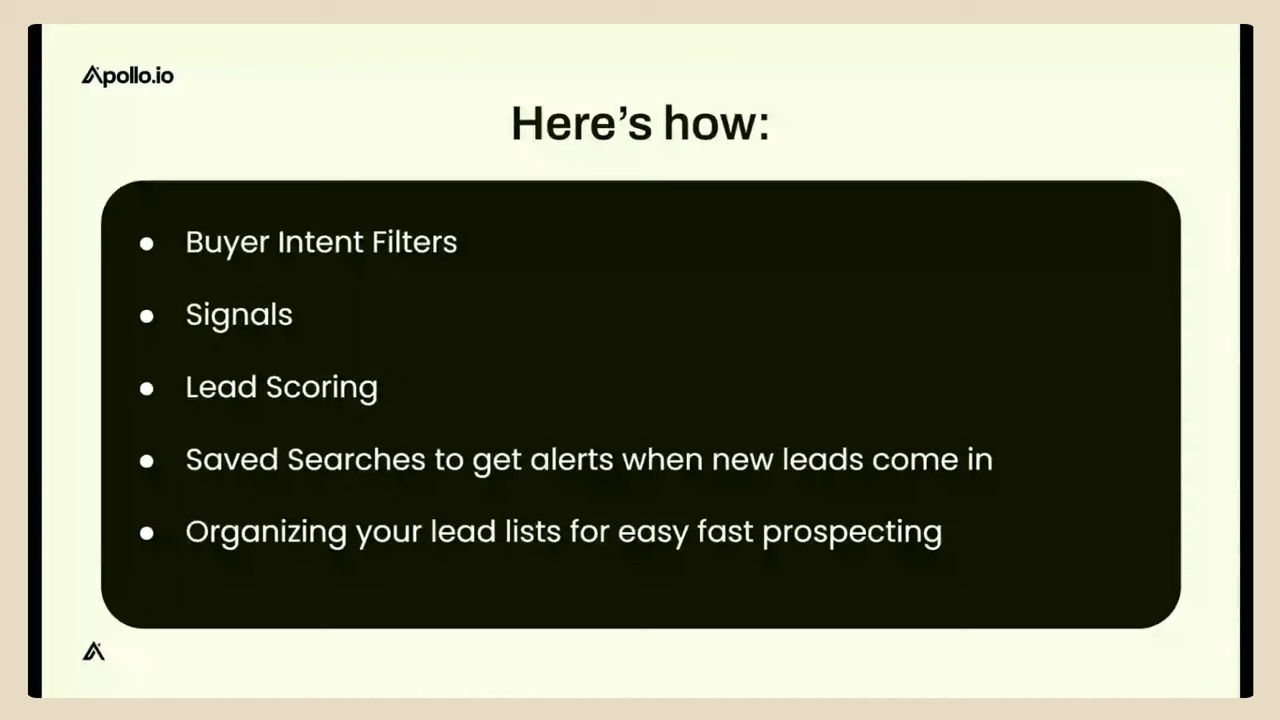 Apollo.io
Here’s how:
● Buyer Intent Filters
● Signals
● Lead Scoring
● Saved Searches to get alerts when new leads come in
● Organizing your lead lists for easy fast prospecting